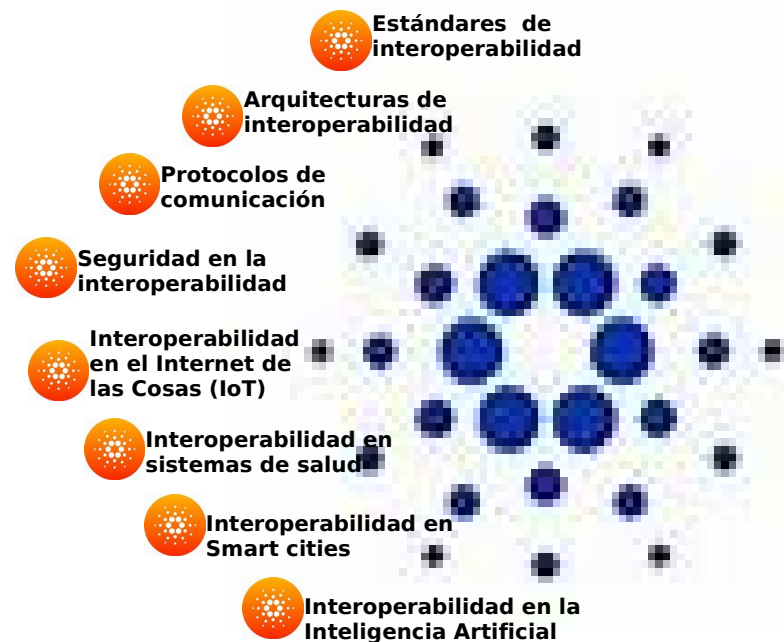 Estándares de
interoperabilidad
Arquitecturas de
interoperabilidad
Protocolos de
comunicación
Seguridad en la
interoperabilidad
Interoperabilidad
en el Internet de
las Cosas (IoT)
Interoperabilidad en
sistemas de salud
Interoperabilidad en
Smart cities
Interoperabilidad en la
Inteligencia Artificial